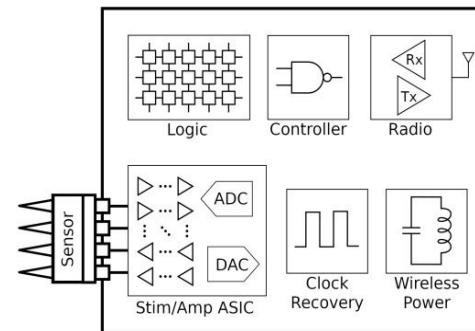 Rx
Tx
Logic
Controller
Radio
Sensor
ADC
DAC
Stim/Amp ASIC
Clock
Recovery
Wireless
Power